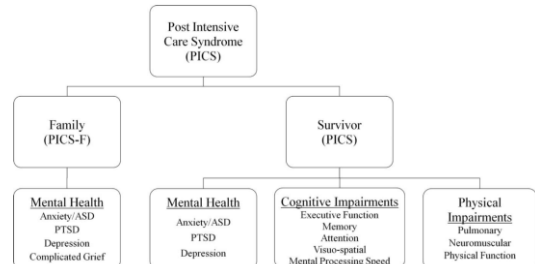 Post Intensive
Care Syndrome
(PICS)
Family
(PICS-F)
Survivor
(PICS)
Mental Health
Anxiety/ASD
PTSD
Depression
Complicated Grief
Mental Health
Anxiety/ASD
PTSD
Depression
Cognitive Impairments
Executive Function
Memory
Attention
Visuo-spatial
Mental Processing Speed
Physical
Impairments
Pulmonary
Neuromuscular
Physical Function